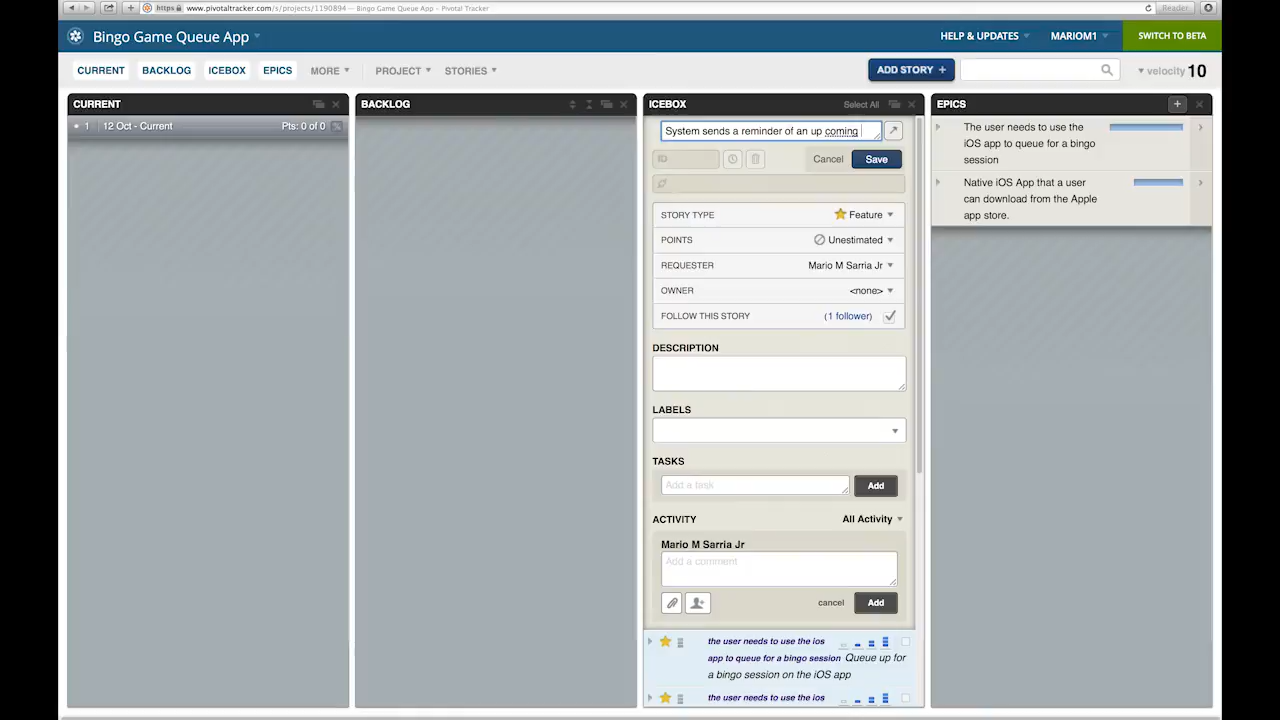 https www.pivotaltracker.com/s/projects/1190894 — Bingo Game Queue App - Pivotal Tracker
Reader
Bingo Game Queue App
HELP & UPDATES
MARIOM1
SWITCH TO BETA
CURRENT
BACKLOG
ICEBOX
EPICS
MORE
PROJECT
STORIES
ADD STORY +
velocity 10
CURRENT
1 12 Oct - Current Pts: 0 of 0
BACKLOG
ICEBOX Select All
System sends a reminder of an up coming
ID
Cancel
Save
STORY TYPE Feature
POINTS Unestimated
REQUESTER Mario M Sarria Jr
OWNER <none>
FOLLOW THIS STORY (1 follower)
DESCRIPTION
LABELS
TASKS
Add a task
Add
ACTIVITY All Activity
Mario M Sarria Jr
Add a comment
cancel
Add
the user needs to use the ios
app to queue for a bingo session Queue up for
a bingo session on the iOS app
the user needs to use the ios
EPICS
The user needs to use the
iOS app to queue for a bingo
session
Native iOS App that a user
can download from the Apple
app store.